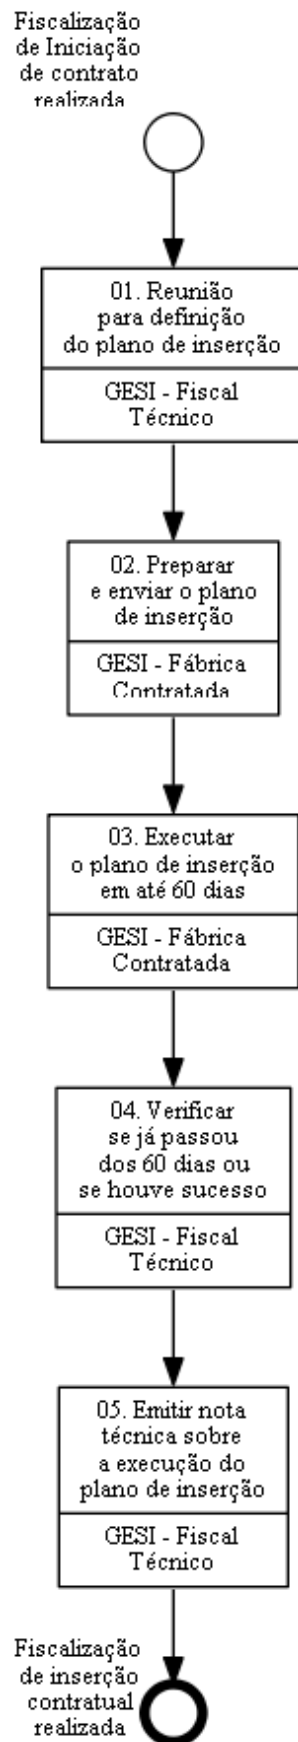 Fiscalização
de Iniciação
de contrato
realizada
01. Reunião
para definição
do plano de inserção
GESI - Fiscal
Técnico
02. Preparar
e enviar o plano
de inserção
GESI - Fábrica
Contratada
03. Executar
o plano de inserção
em até 60 dias
GESI - Fábrica
Contratada
04. Verificar
se já passou
dos 60 dias ou
se houve sucesso
GESI - Fiscal
Técnico
05. Emitir nota
técnica sobre
a execução do
plano de inserção
GESI - Fiscal
Técnico
Fiscalização
de inserção
contratual
realizada